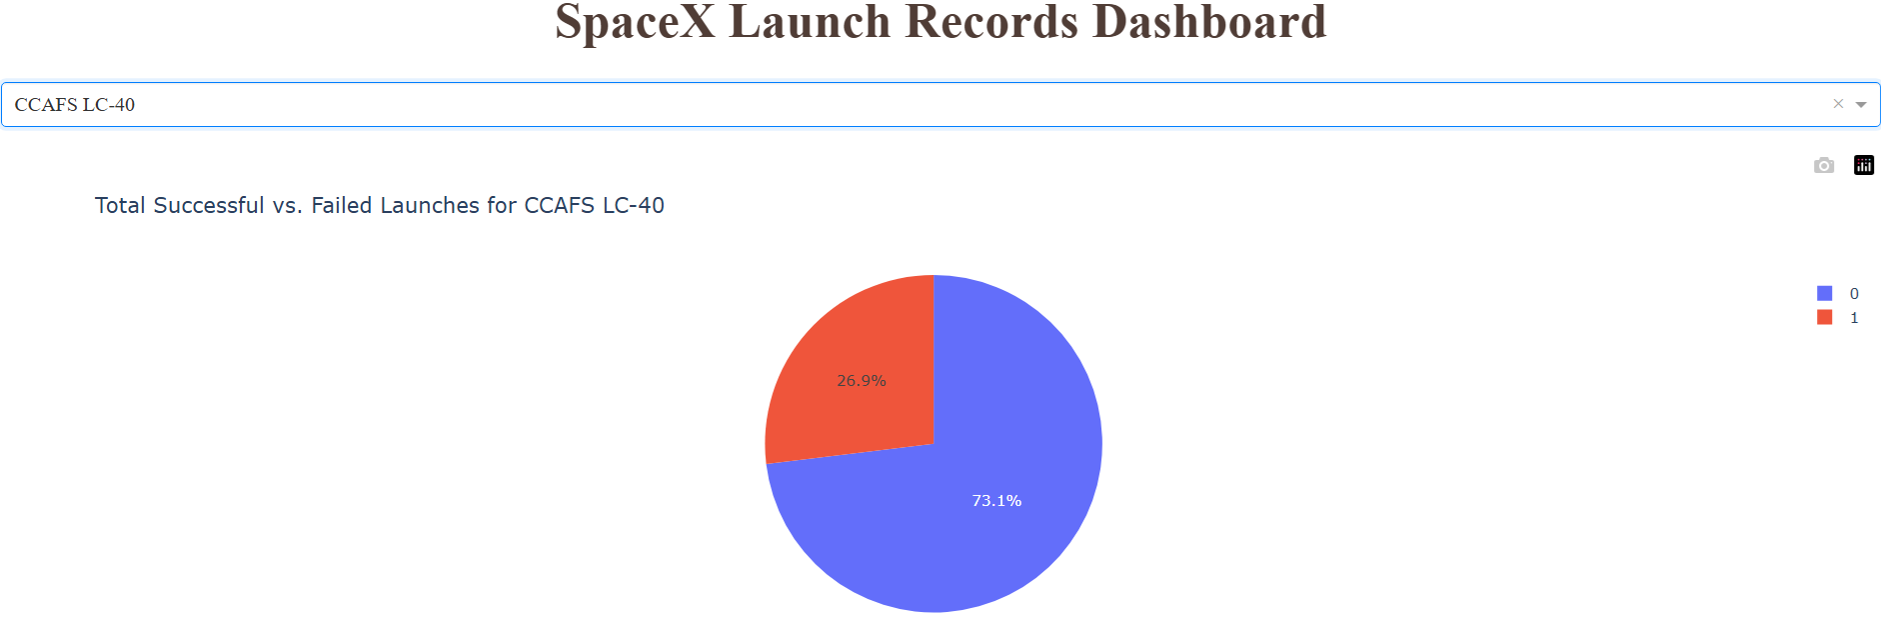 SpaceX Launch Records Dashboard
CCAFS LC-40
Total Successful vs. Failed Launches for CCAFS LC-40
0
1
26.9%
73.1%